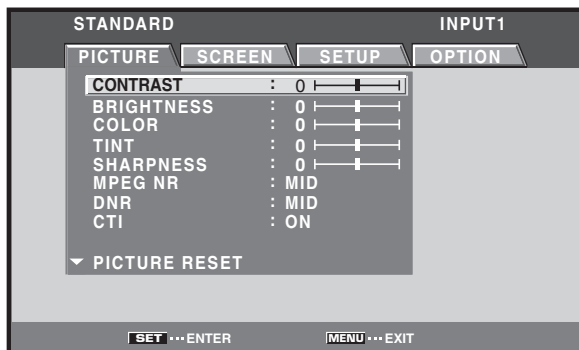 STANDARD INPUT1
PICTURE SCREEN SETUP OPTION
CONTRAST : 0
BRIGHTNESS : 0
COLOR : 0
TINT : 0
SHARPNESS : 0
MPEG NR : MID
DNR : MID
CTI : ON
PICTURE RESET
SET ··· ENTER MENU ··· EXIT